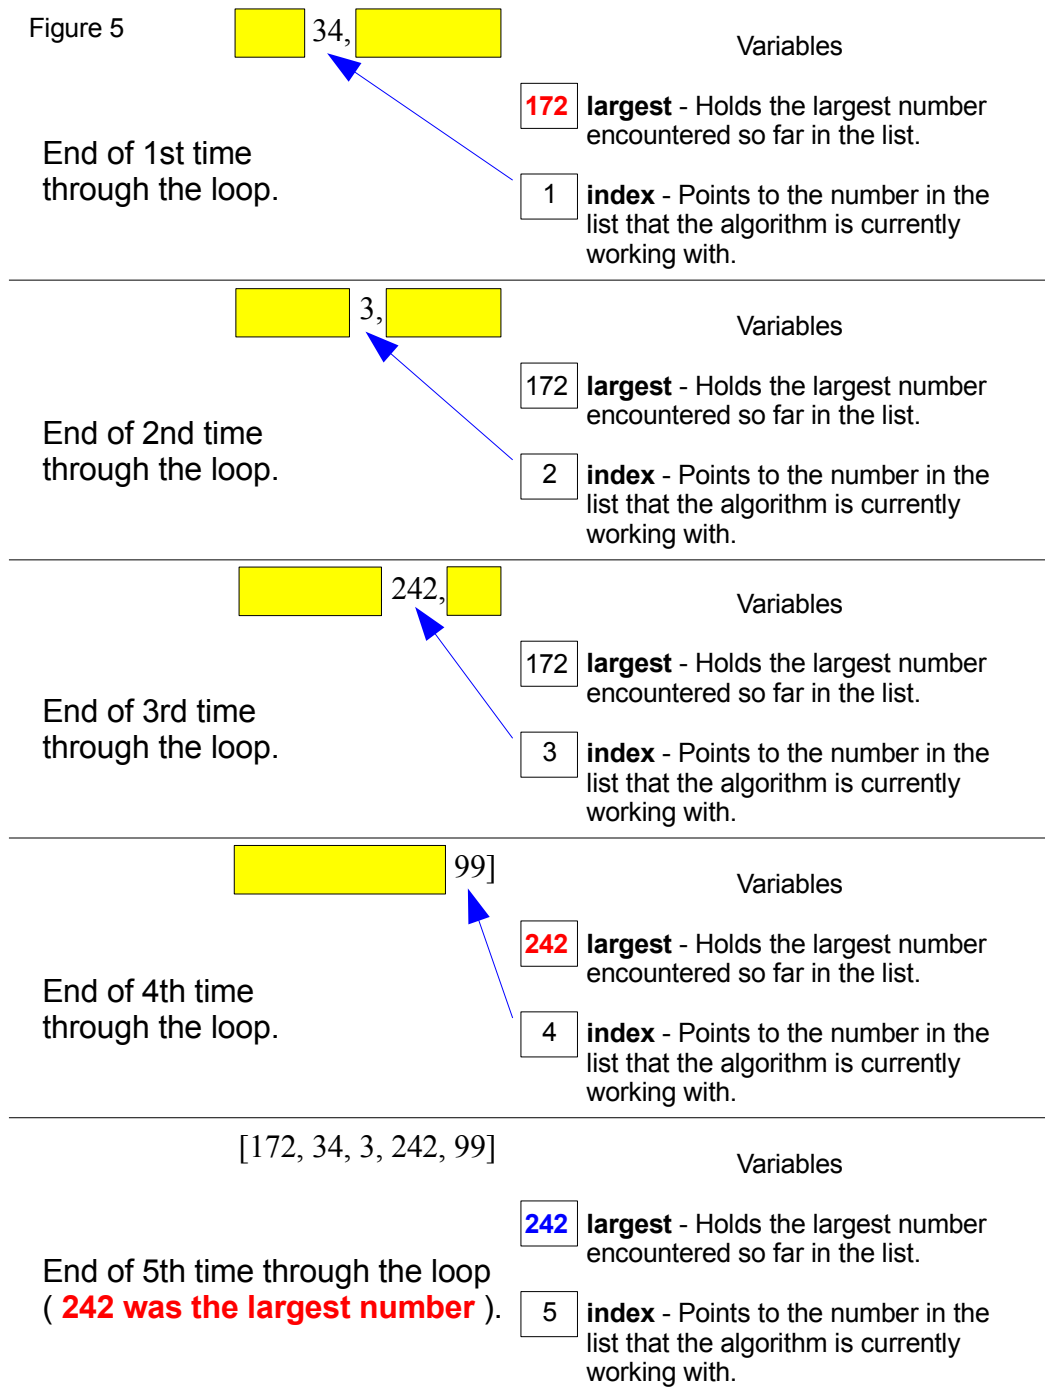 Figure 5
34,
Variables
172 largest - Holds the largest number
encountered so far in the list.
End of 1st time
through the loop.
1 index - Points to the number in the
list that the algorithm is currently
working with.
3,
Variables
172 largest - Holds the largest number
encountered so far in the list.
End of 2nd time
through the loop.
2 index - Points to the number in the
list that the algorithm is currently
working with.
242,
Variables
172 largest - Holds the largest number
encountered so far in the list.
End of 3rd time
through the loop.
3 index - Points to the number in the
list that the algorithm is currently
working with.
99]
Variables
242 largest - Holds the largest number
encountered so far in the list.
End of 4th time
through the loop.
4 index - Points to the number in the
list that the algorithm is currently
working with.
[172, 34, 3, 242, 99]
Variables
242 largest - Holds the largest number
encountered so far in the list.
End of 5th time through the loop
( 242 was the largest number ).
5 index - Points to the number in the
list that the algorithm is currently
working with.